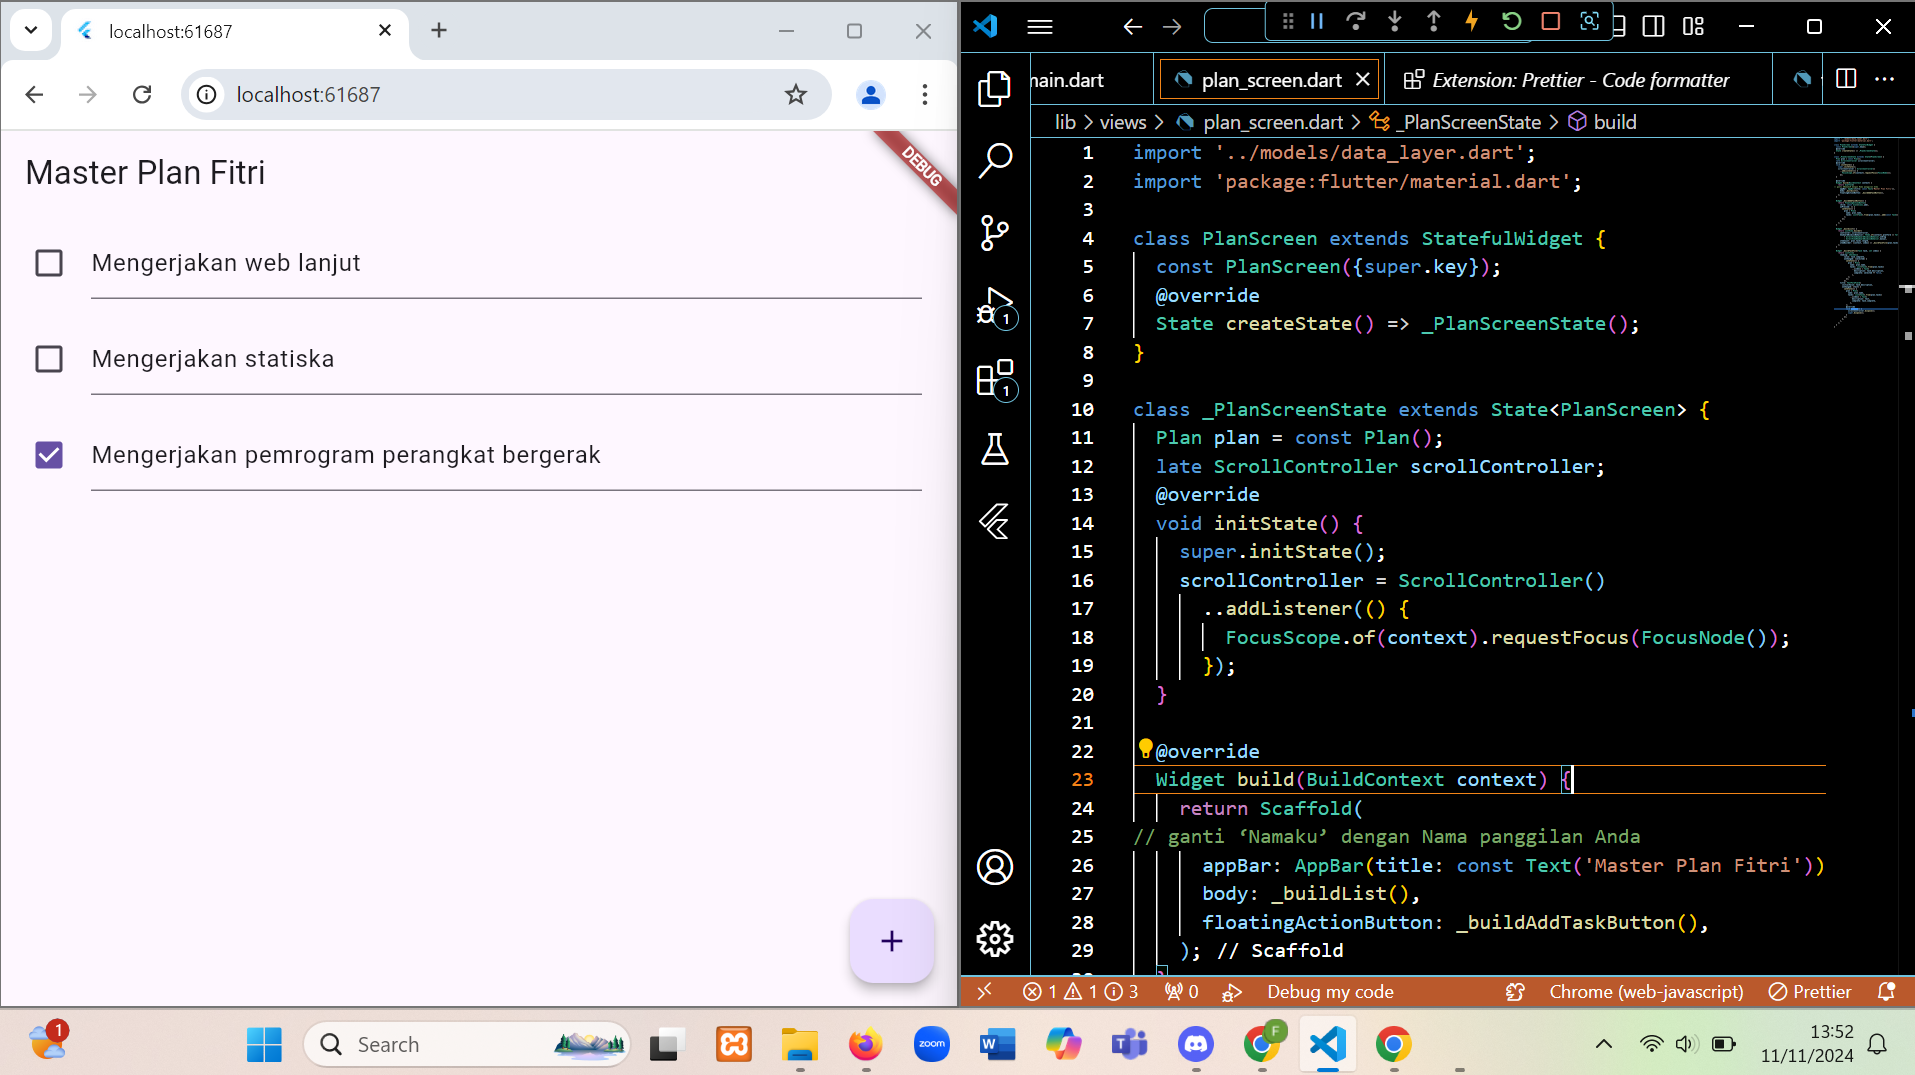 localhost:61687
localhost:61687
DEBUG
Master Plan Fitri
Mengerjakan web lanjut
Mengerjakan statiska
Mengerjakan pemrogram perangkat bergerak
main.dart
plan_screen.dart
Extension: Prettier - Code formatter
lib > views > plan_screen.dart > _PlanScreenState > build
1 import '../models/data_layer.dart';
2 import 'package:flutter/material.dart';
3
4 class PlanScreen extends StatefulWidget {
5 const PlanScreen({super.key});
6 @override
7 State createState() => _PlanScreenState();
8 }
9
10 class _PlanScreenState extends State<PlanScreen> {
11 Plan plan = const Plan();
12 late ScrollController scrollController;
13 @override
14 void initState() {
15 super.initState();
16 scrollController = ScrollController()
17 ..addListener(() {
18 FocusScope.of(context).requestFocus(FocusNode());
19 });
20 }
21
22 @override
23 Widget build(BuildContext context) {
24 return Scaffold(
25 // ganti ‘Namaku’ dengan Nama panggilan Anda
26 appBar: AppBar(title: const Text('Master Plan Fitri'))
27 body: _buildList(),
28 floatingActionButton: _buildAddTaskButton(),
29 ); // Scaffold
1
1
1 1 3 0 Debug my code Chrome (web-javascript) Prettier
1
Search
zoom
W
T
F
13:52
11/11/2024